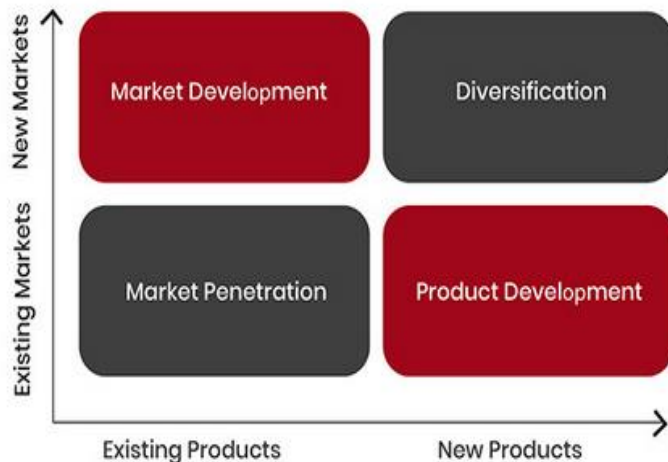 New Markets
Market Development
Diversification
Existing Markets
Market Penetration
Product Development
Existing Products
New Products